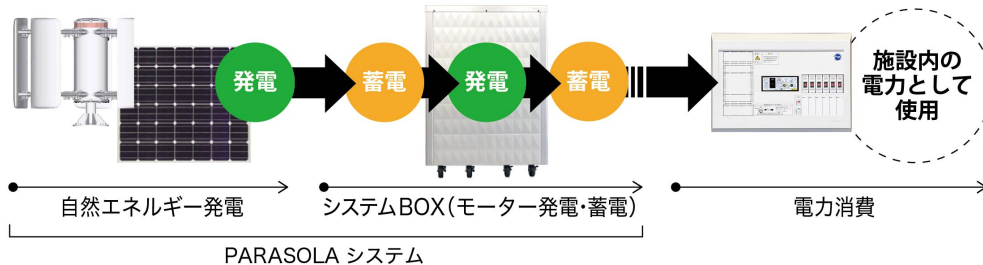 発電
蓄電
発電
蓄電
施設内の
電力として
使用
自然エネルギー発電
システムBOX(モーター発電・蓄電)
電力消費
PARASOLA システム